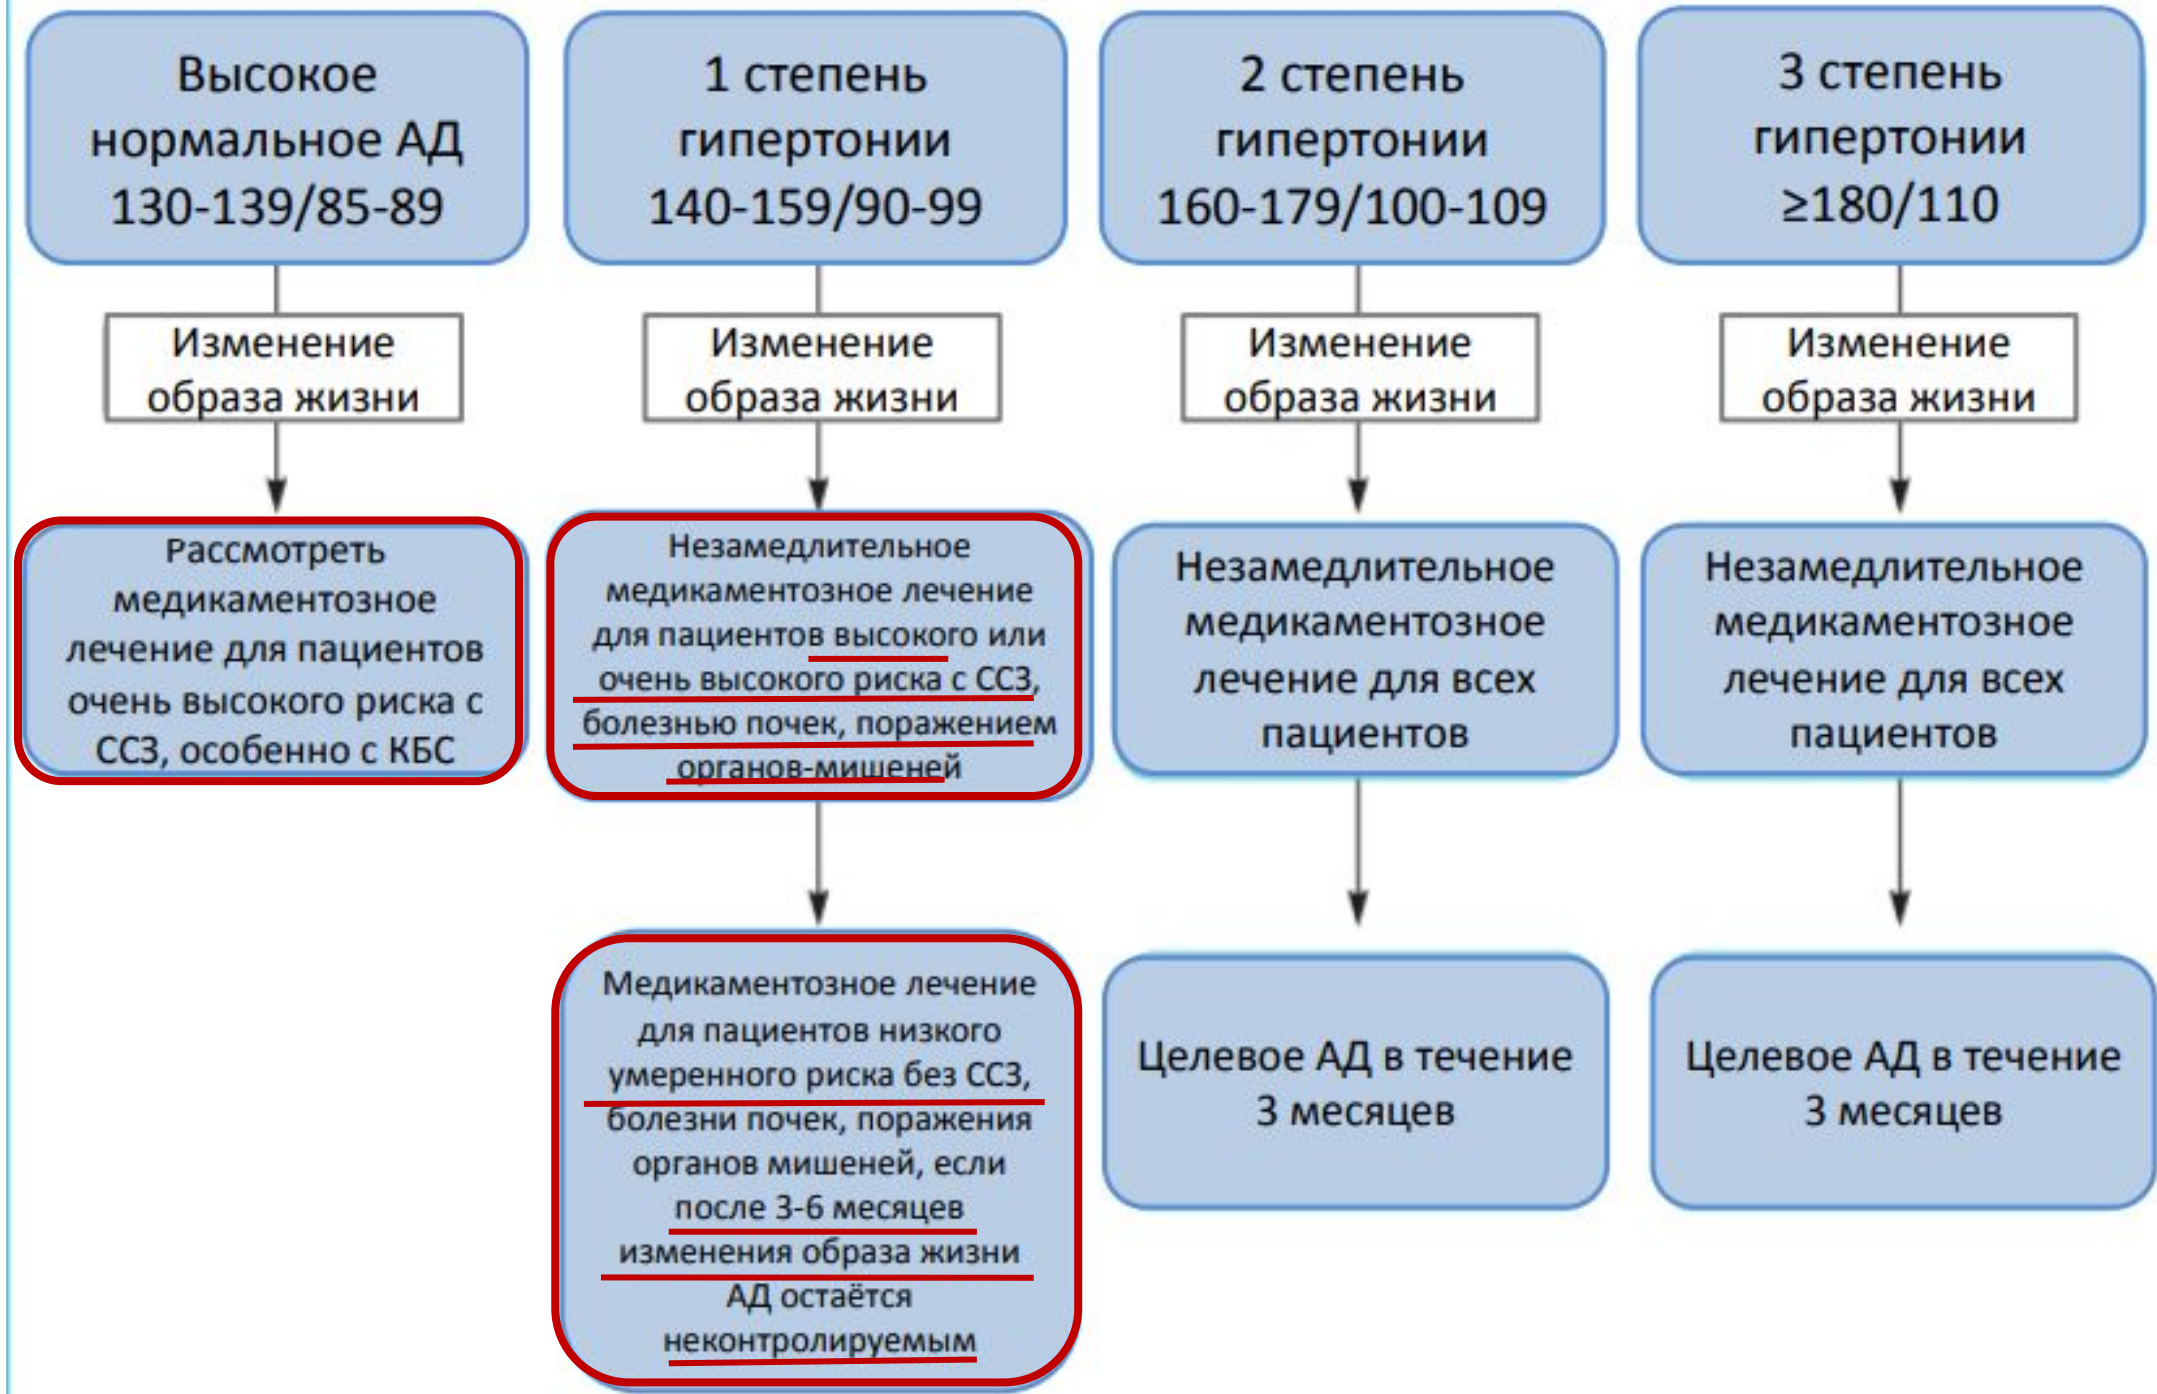 Высокое
нормальное АД
130-139/85-89
1 степень
гипертонии
140-159/90-99
2 степень
гипертонии
160-179/100-109
3 степень
гипертонии
≥180/110
Изменение
образа жизни
Изменение
образа жизни
Изменение
образа жизни
Изменение
образа жизни
Рассмотреть
медикаментозное
лечение для пациентов
очень высокого риска с
ССЗ, особенно с КБС
Незамедлительное
медикаментозное лечение
для пациентов высокого или
очень высокого риска с ССЗ,
болезнью почек, поражением
органов-мишеней
Незамедлительное
медикаментозное
лечение для всех
пациентов
Незамедлительное
медикаментозное
лечение для всех
пациентов
Медикаментозное лечение
для пациентов низкого
умеренного риска без ССЗ,
болезни почек, поражения
органов мишеней, если
после 3-6 месяцев
изменения образа жизни
АД остаётся
неконтролируемым
Целевое АД в течение
3 месяцев
Целевое АД в течение
3 месяцев